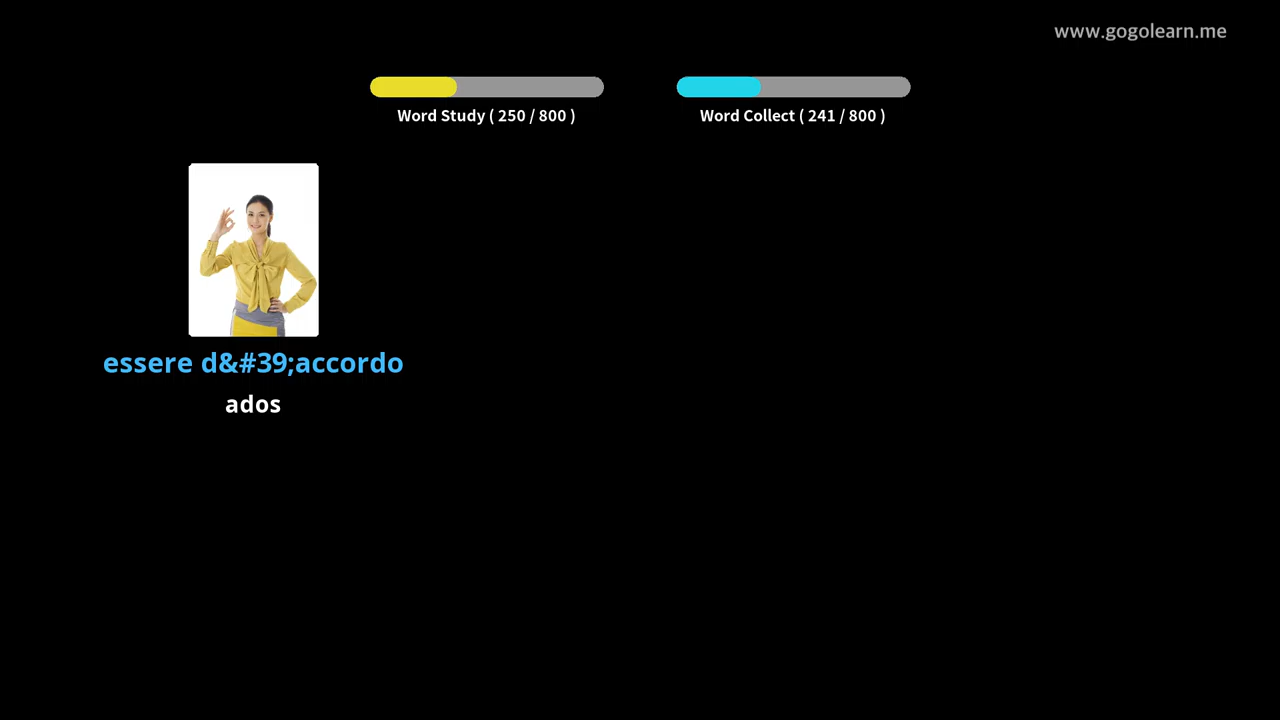 www.gogolearn.me
Word Study ( 250 / 800 )
Word Collect ( 241 / 800 )
essere d&#39;accordo
ados